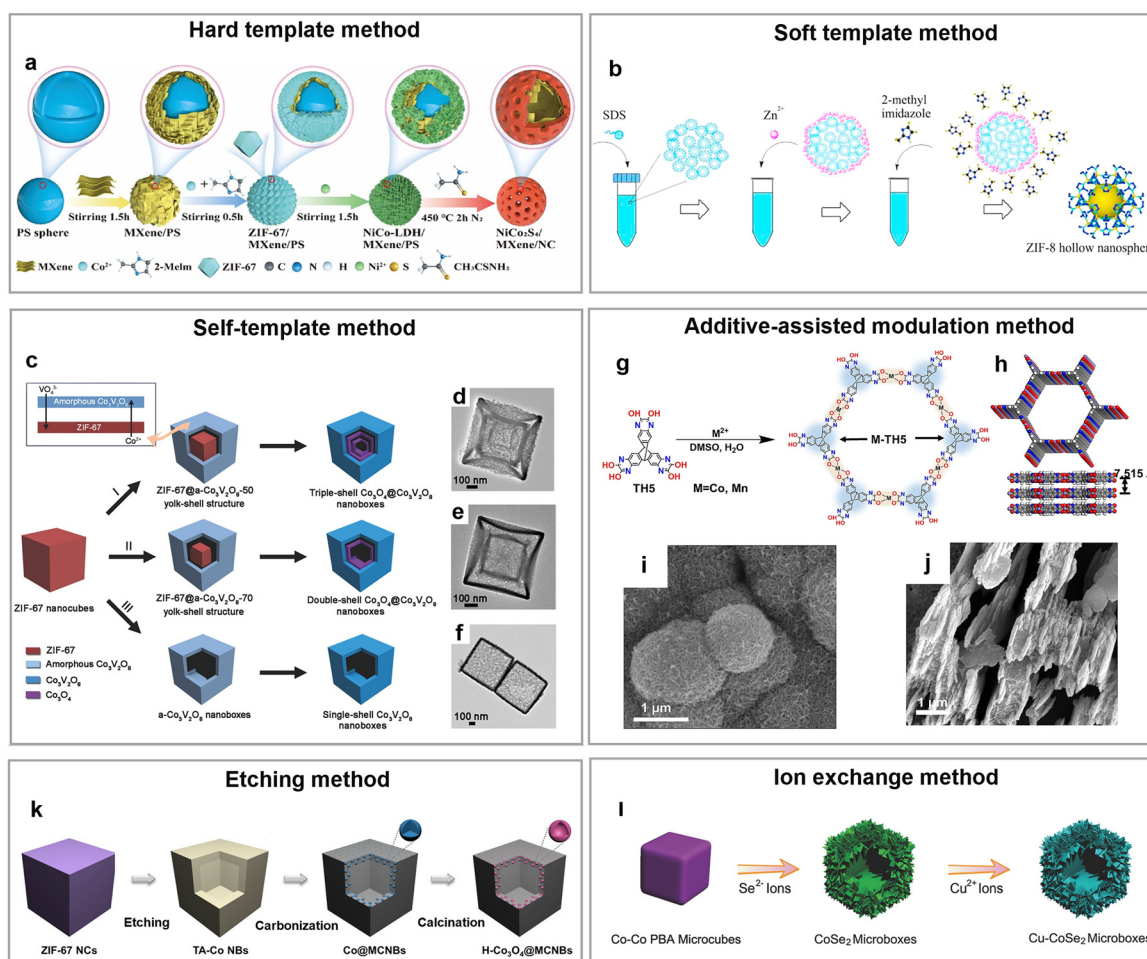 Hard template method
a
PS sphere
Stirring 1.5h
MXene/PS
+
Stirring 0.5h
ZIF-67/
MXene/PS
Stirring 1.5h
NiCo-LDH/
MXene/PS
450 °C 2h N₂
NiCo₂S₄/
MXene/NC
MXene Co²⁺ 2-MeIm ZIF-67 C N H Ni²⁺ S CH₃CSNH₂
Soft template method
b
SDS
Zn²⁺
2-methyl
imidazole
ZIF-8 hollow nanospher
Self-template method
c
VO₄³⁻
Amorphous Co₃V₂O₈
ZIF-67
Co²⁺
I
ZIF-67@a-Co₃V₂O₈-50
yolk-shell structure
Triple-shell Co₃O₄@Co₃V₂O₈
nanoboxes
II
ZIF-67 nanocubes
ZIF-67@a-Co₃V₂O₈-70
yolk-shell structure
Double-shell Co₃O₄@Co₃V₂O₈
nanoboxes
III
ZIF-67
Amorphous Co₃V₂O₈
Co₃V₂O₈
Co₃O₄
a-Co₃V₂O₈ nanoboxes
Single-shell Co₃V₂O₈
nanoboxes
d
100 nm
e
100 nm
f
100 nm
Additive-assisted modulation method
g
TH5
M²⁺
DMSO, H₂O
M=Co, Mn
M-TH5
h
7.515
i
1 μm
j
1 μm
Etching method
k
ZIF-67 NCs
Etching
TA-Co NBs
Carbonization
Co@MCNBs
Calcination
H-Co₃O₄@MCNBs
Ion exchange method
l
Co-Co PBA Microcubes
Se²⁻ Ions
CoSe₂ Microboxes
Cu²⁺ Ions
Cu-CoSe₂ Microboxes